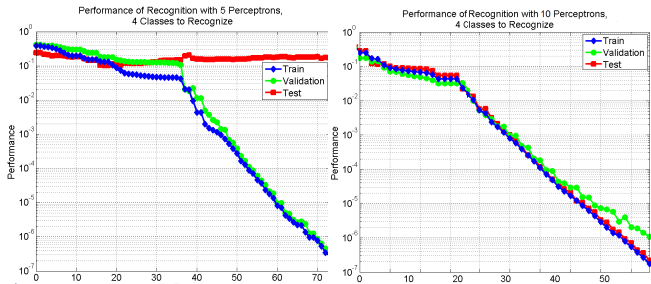 Performance of Recognition with 5 Perceptrons,
4 Classes to Recognize
10^0
10^-1
10^-2
10^-3
10^-4
10^-5
10^-6
10^-7
Performance
Train
Validation
Test
0 10 20 30 40 50 60 70
Performance of Recognition with 10 Perceptrons,
4 Classes to Recognize
10^0
10^-1
10^-2
10^-3
10^-4
10^-5
10^-6
10^-7
Performance
Train
Validation
Test
0 10 20 30 40 50